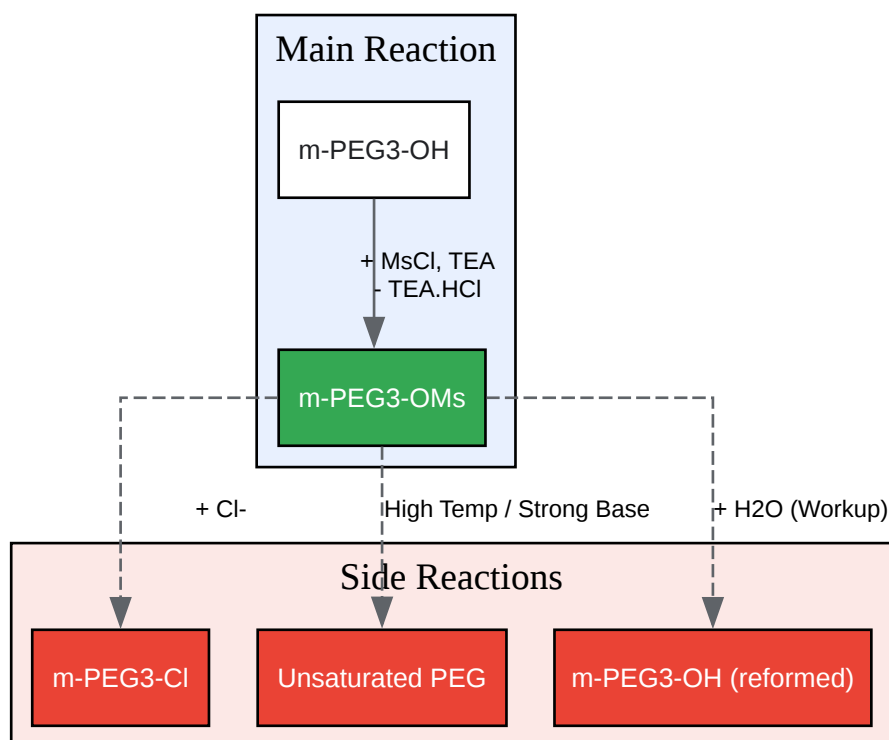 Main Reaction
m-PEG3-OH
+ MsCl, TEA
- TEA.HCl
m-PEG3-OMs
+ Cl-
High Temp / Strong Base
+ H2O (Workup)
Side Reactions
m-PEG3-Cl
Unsaturated PEG
m-PEG3-OH (reformed)